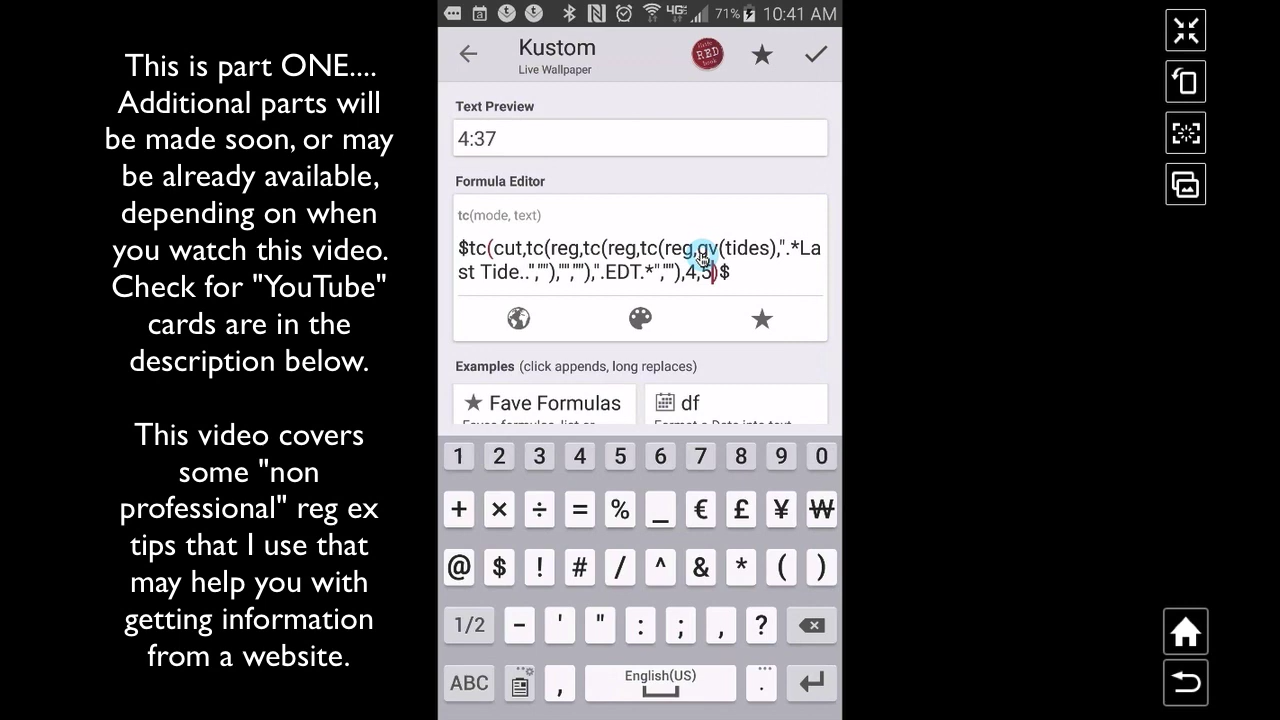 This is part ONE....
Additional parts will
be made soon, or may
be already available,
depending on when
you watch this video.
Check for "YouTube"
cards are in the
description below.
This video covers
some "non
professional" reg ex
tips that I use that
may help you with
getting information
from a website.
4G 71% 10:41 AM
Kustom
Live Wallpaper
RED
Text Preview
4:37
Formula Editor
tc(mode, text)
$tc(cut,tc(reg,tc(reg,tc(reg,gv(tides),".*La
st Tide..",""),"",""),".EDT.*",""),4,5)$
Examples (click appends, long replaces)
★ Fave Formulas
df
1 2 3 4 5 6 7 8 9 0
+ × ÷ = % _ € £ ¥ ₩
@ $ ! # / ^ & * ( )
1/2 - ' " : ; , ?
ABC , English(US) .